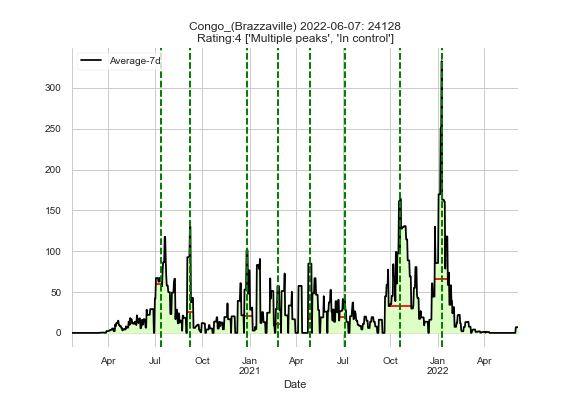 Congo_(Brazzaville) 2022-06-07: 24128
Rating:4 ['Multiple peaks', 'In control']
Average-7d
300
250
200
150
100
50
0
Apr Jul Oct Jan Apr Jul Oct Jan Apr
2021 2022
Date